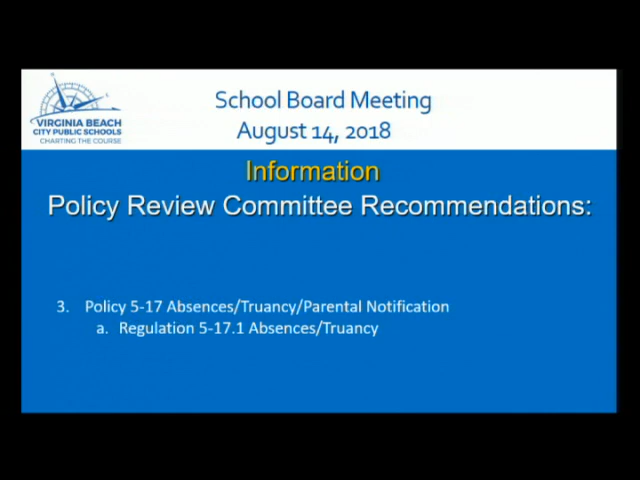 VIRGINIA BEACH
CITY PUBLIC SCHOOLS
CHARTING THE COURSE
School Board Meeting
August 14, 2018
Information
Policy Review Committee Recommendations:
3. Policy 5-17 Absences/Truancy/Parental Notification
a. Regulation 5-17.1 Absences/Truancy